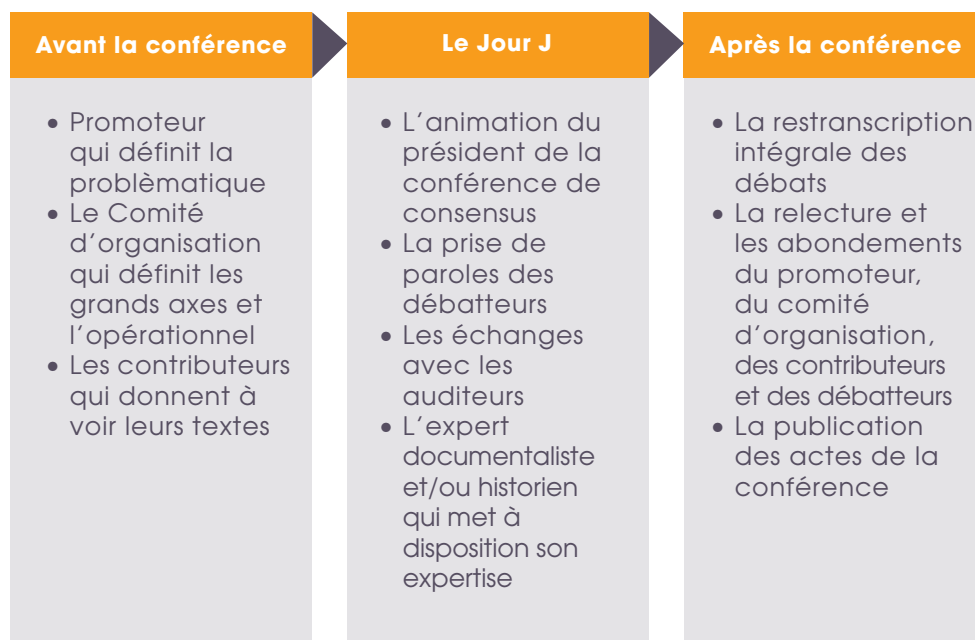 Avant la conférence
• Promoteur
qui définit la
problèmatique
• Le Comité
d'organisation
qui définit les
grands axes et
l'opérationnel
• Les contributeurs
qui donnent à
voir leurs textes
Le Jour J
• L'animation du
président de la
conférence de
consensus
• La prise de
paroles des
débatteurs
• Les échanges
avec les
auditeurs
• L'expert
documentaliste
et/ou historien
qui met à
disposition son
expertise
Après la conférence
• La restranscription
intégrale des
débats
• La relecture et
les abondements
du promoteur,
du comité
d'organisation,
des contributeurs
et des débatteurs
• La publication
des actes de la
conférence